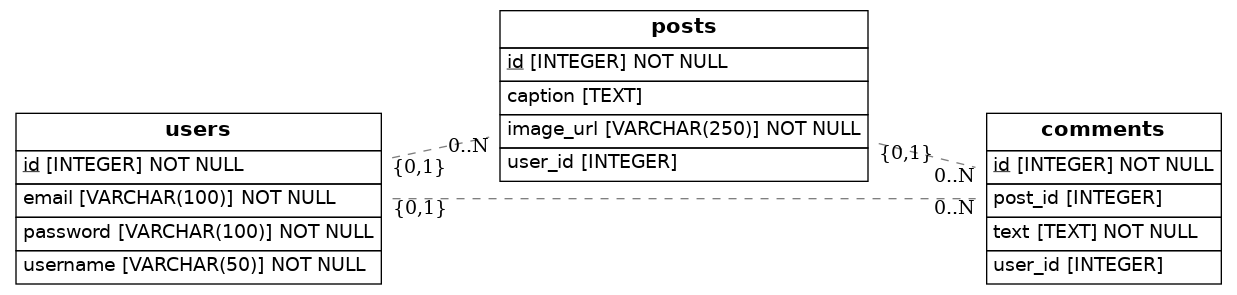 posts
id [INTEGER] NOT NULL
caption [TEXT]
image_url [VARCHAR(250)] NOT NULL
user_id [INTEGER]
users
id [INTEGER] NOT NULL
email [VARCHAR(100)] NOT NULL
password [VARCHAR(100)] NOT NULL
username [VARCHAR(50)] NOT NULL
comments
id [INTEGER] NOT NULL
post_id [INTEGER]
text [TEXT] NOT NULL
user_id [INTEGER]
0..N
{0,1}
{0,1}
0..N
{0,1}
0..N